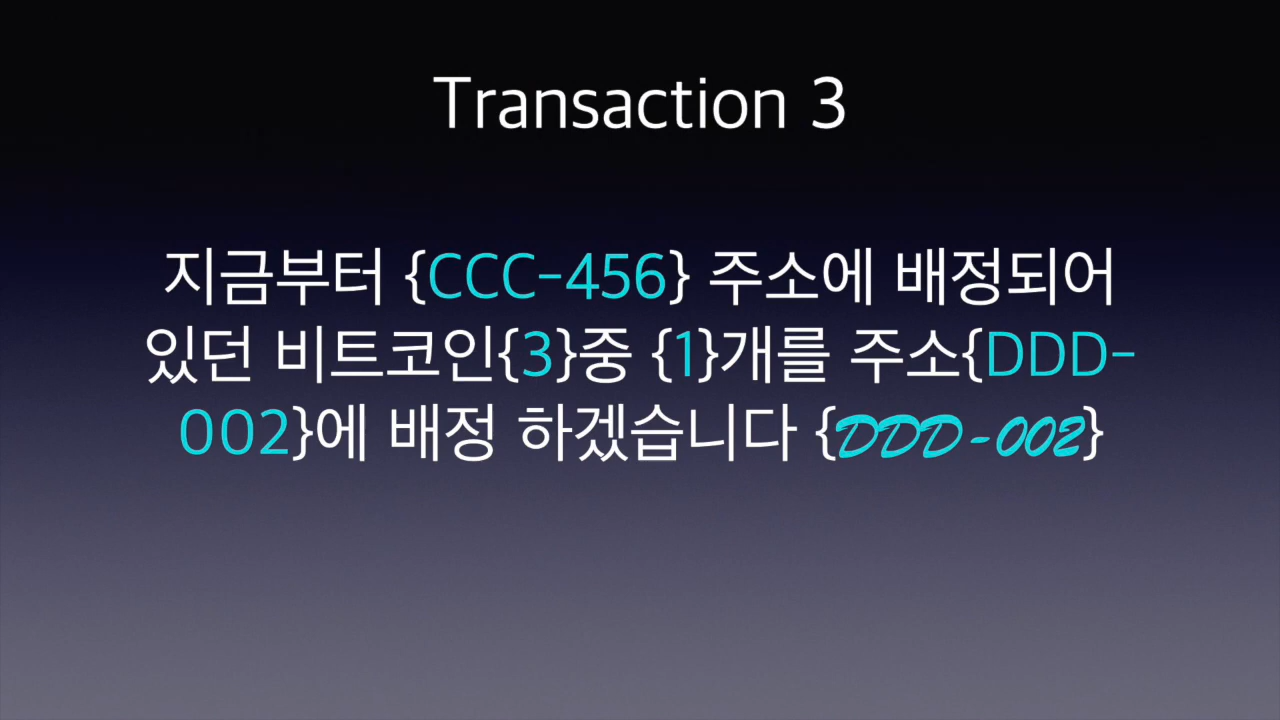 Transaction 3
지금부터 {CCC-456} 주소에 배정되어
있던 비트코인{3}중 {1}개를 주소{DDD-
002}에 배정 하겠습니다 {DDD-002}